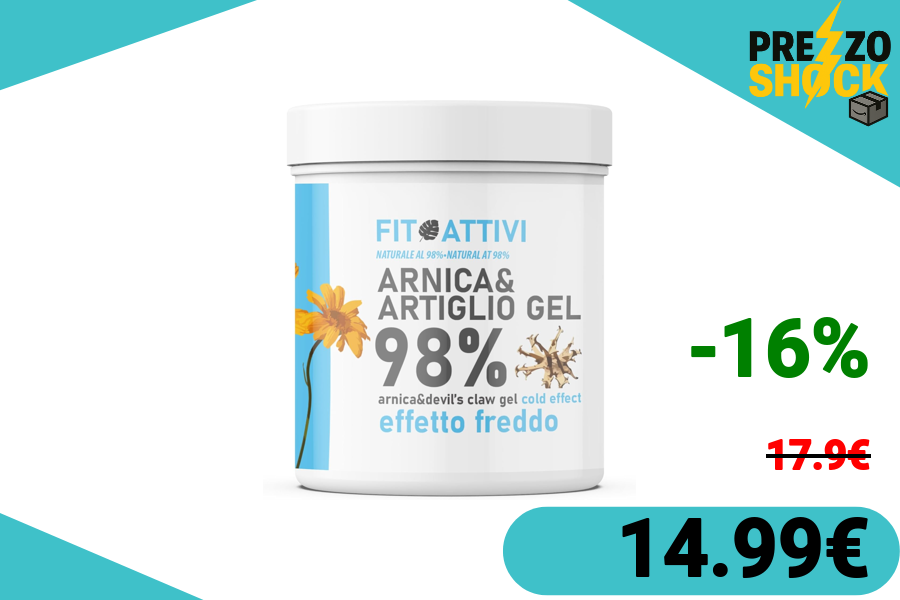 PREZZO
SHOCK
FIT ATTIVI
NATURALE AL 98%•NATURAL AT 98%
ARNICA&
ARTIGLIO GEL
98%
arnica&devil's claw gel cold effect
effetto freddo
-16%
17.9€
14.99€